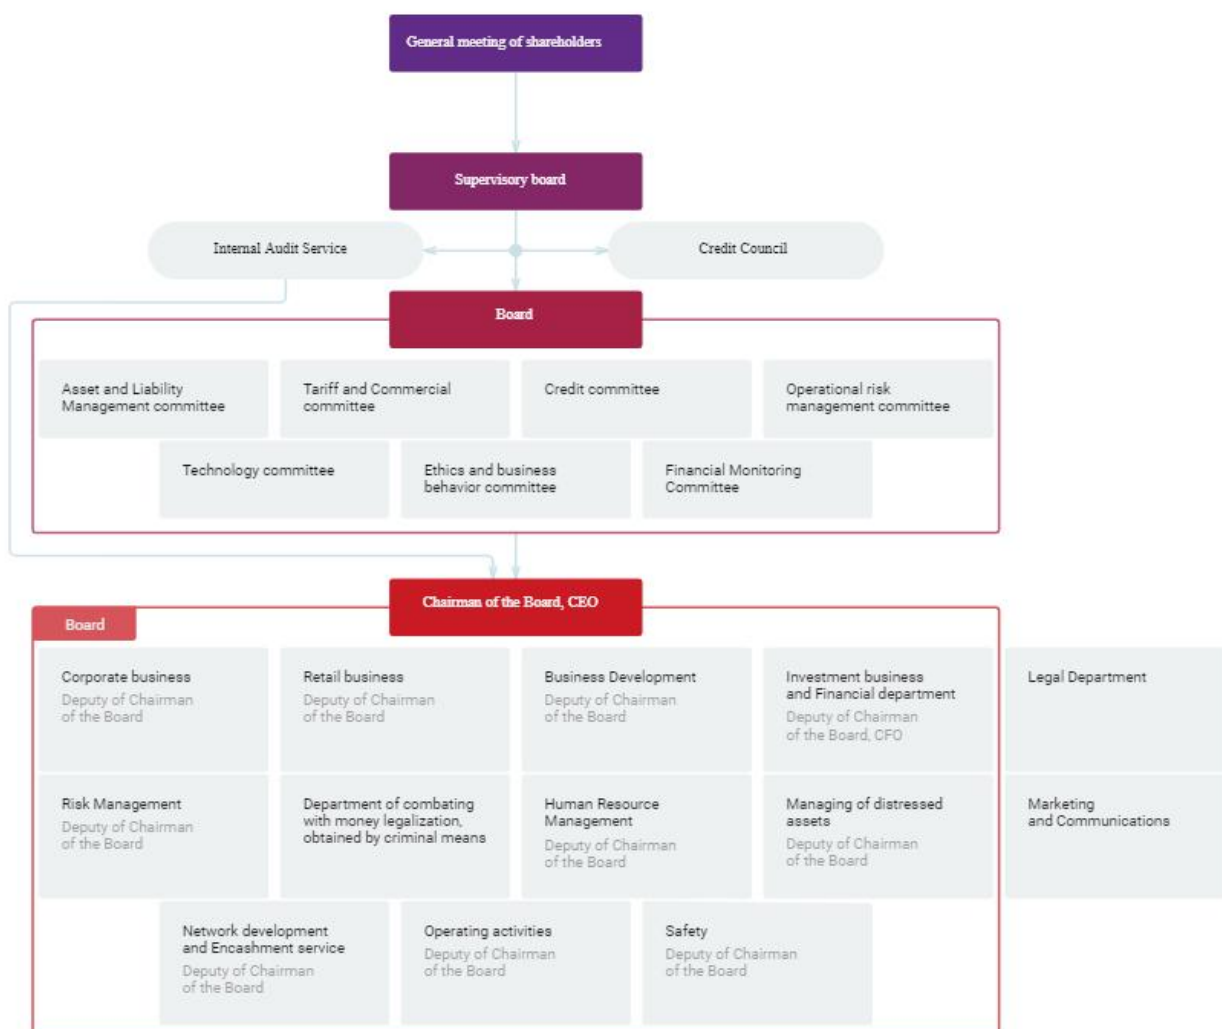 General meeting of shareholders
Supervisory board
Internal Audit Service
Credit Council
Board
Asset and Liability
Management committee
Tariff and Commercial
committee
Credit committee
Operational risk
management committee
Technology committee
Ethics and business
behavior committee
Financial Monitoring
Committee
Chairman of the Board, CEO
Board
Corporate business
Deputy of Chairman
of the Board
Retail business
Deputy of Chairman
of the Board
Business Development
Deputy of Chairman
of the Board
Investment business
and Financial department
Deputy of Chairman
of the Board, CFO
Legal Department
Risk Management
Deputy of Chairman
of the Board
Department of combating
with money legalization,
obtained by criminal means
Human Resource
Management
Deputy of Chairman
of the Board
Managing of distressed
assets
Deputy of Chairman
of the Board
Marketing
and Communications
Network development
and Encashment service
Deputy of Chairman
of the Board
Operating activities
Deputy of Chairman
of the Board
Safety
Deputy of Chairman
of the Board